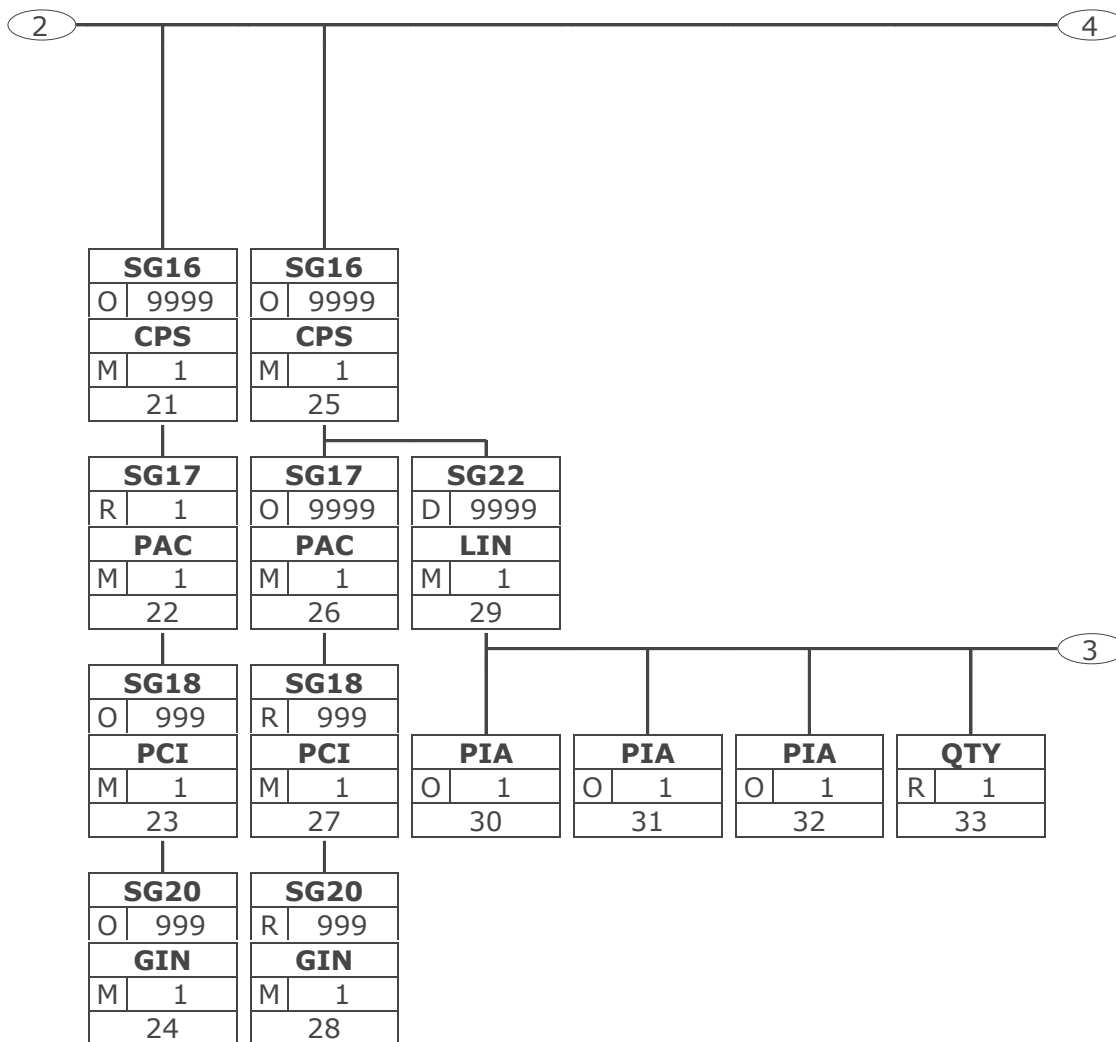 2 4
SG16 SG16
O 9999 O 9999
CPS CPS
M 1 M 1
21 25
SG17 SG17 SG22
R 1 O 9999 D 9999
PAC PAC LIN
M 1 M 1 M 1
22 26 29
3
SG18 SG18
O 999 R 999
PCI PCI PIA PIA PIA QTY
M 1 M 1 O 1 O 1 O 1 R 1
23 27 30 31 32 33
SG20 SG20
O 999 R 999
GIN GIN
M 1 M 1
24 28